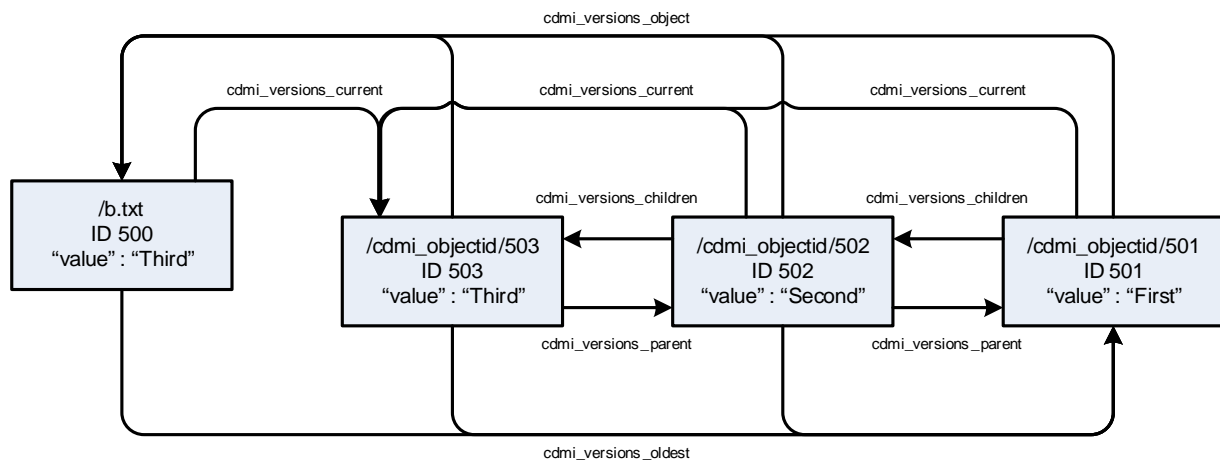 cdmi_versions_object
cdmi_versions_current
cdmi_versions_current
cdmi_versions_current
/b.txt
ID 500
“value” : “Third”
cdmi_versions_children
cdmi_versions_children
/cdmi_objectid/503
ID 503
“value” : “Third”
/cdmi_objectid/502
ID 502
“value” : “Second”
/cdmi_objectid/501
ID 501
“value” : “First”
cdmi_versions_parent
cdmi_versions_parent
cdmi_versions_oldest